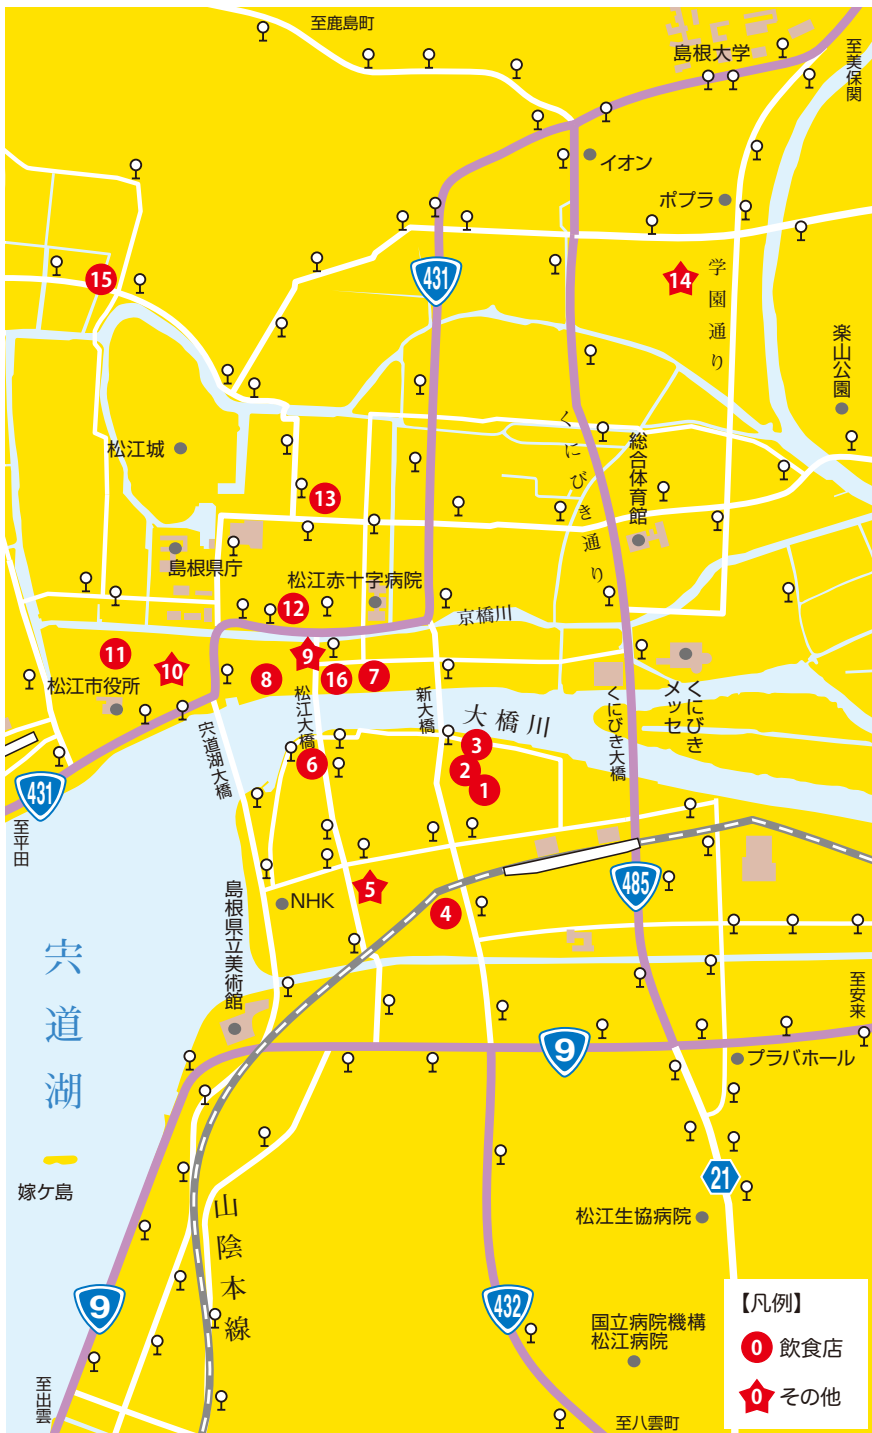 至鹿島町
島根大学
至美保関
イオン
ポプラ
431
15
14
学園通り
楽山公園
くにびき通り
松江城
総合体育館
13
島根県庁
松江赤十字病院
12
京橋川
11
10
9
8
16
7
松江市役所
松江大橋
新大橋
大橋川
くにびき大橋
くにびき
メッセ
宍道湖大橋
3
6
2
1
431
至平田
485
5
NHK
4
島根県立美術館
宍道湖
至安来
9
プラバホール
嫁ケ島
山陰本線
21
松江生協病院
9
432
国立病院機構
松江病院
至出雲
至八雲町
【凡例】
0 飲食店
0 その他